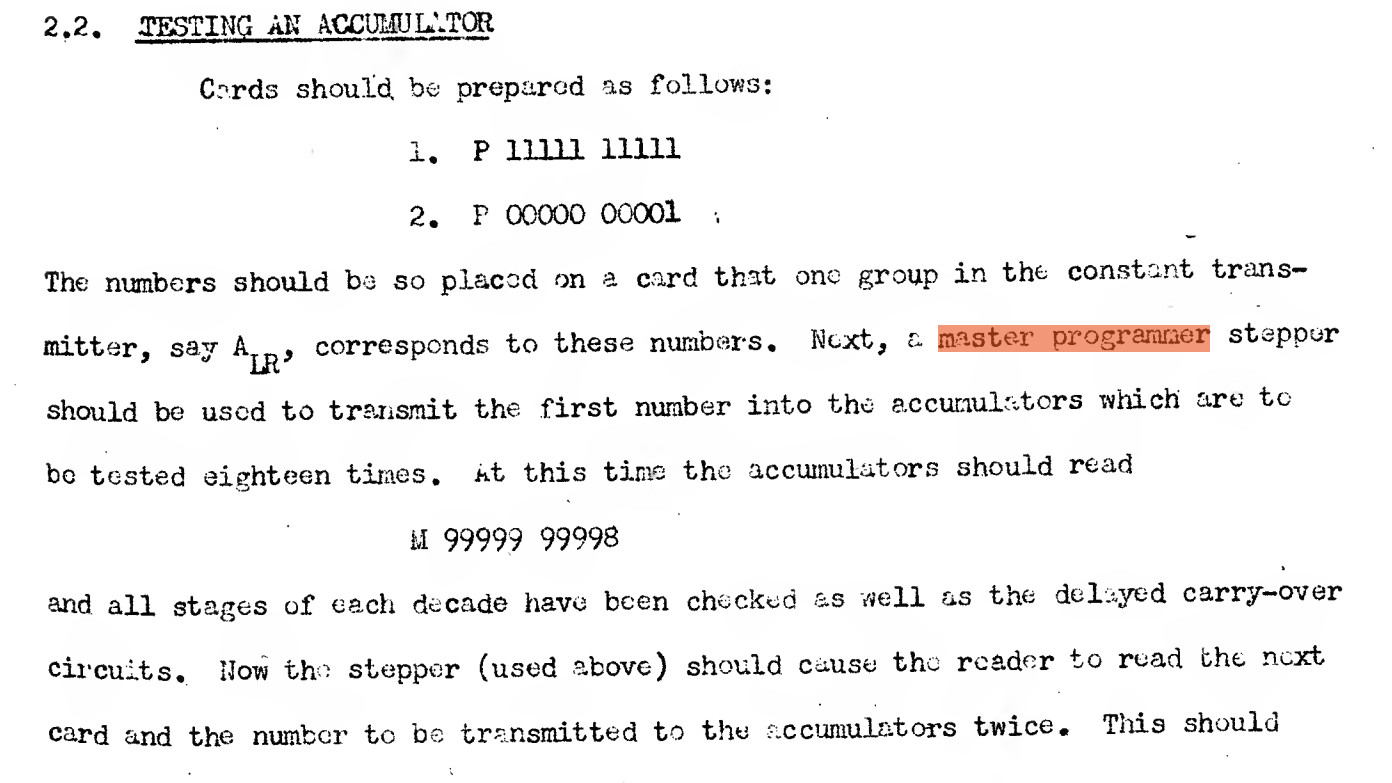 2.2. TESTING AN ACCUMULATOR
Cards should be prepared as follows:
1. P 11111 11111
2. P 00000 00001
The numbers should be so placed on a card that one group in the constant trans-
mitter, say A_LR, corresponds to these numbers. Next, a master programmer stepper
should be used to transmit the first number into the accumulators which are to
be tested eighteen times. At this time the accumulators should read
M 99999 99998
and all stages of each decade have been checked as well as the delayed carry-over
circuits. Now the stepper (used above) should cause the reader to read the next
card and the number to be transmitted to the accumulators twice. This should